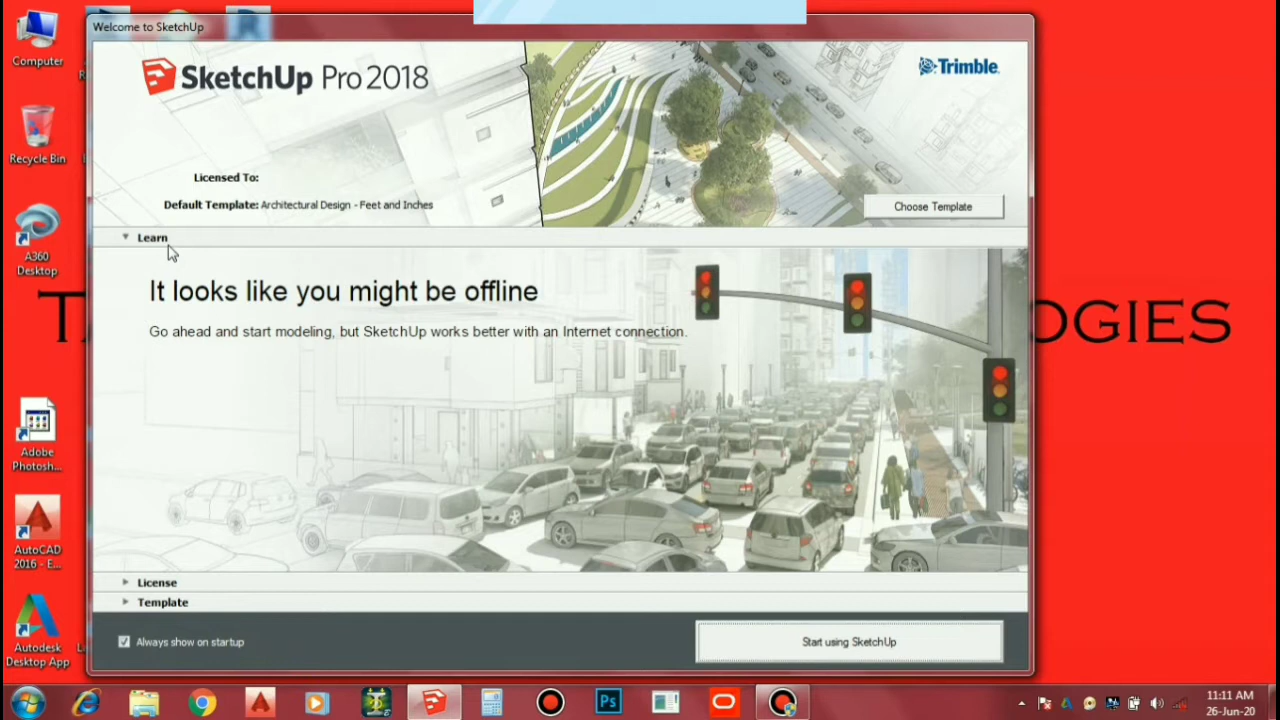 Welcome to SketchUp
Computer
SketchUp Pro 2018
Trimble
Recycle Bin
Licensed To:
Default Template: Architectural Design - Feet and Inches
Choose Template
A360
Desktop
Learn
It looks like you might be offline
T
OGIES
Go ahead and start modeling, but SketchUp works better with an Internet connection.
Adobe
Photosh...
AutoCAD
2016 - E...
License
Template
Autodesk
Desktop App
Always show on startup
Start using SketchUp
Ps
11:11 AM
26-Jun-20